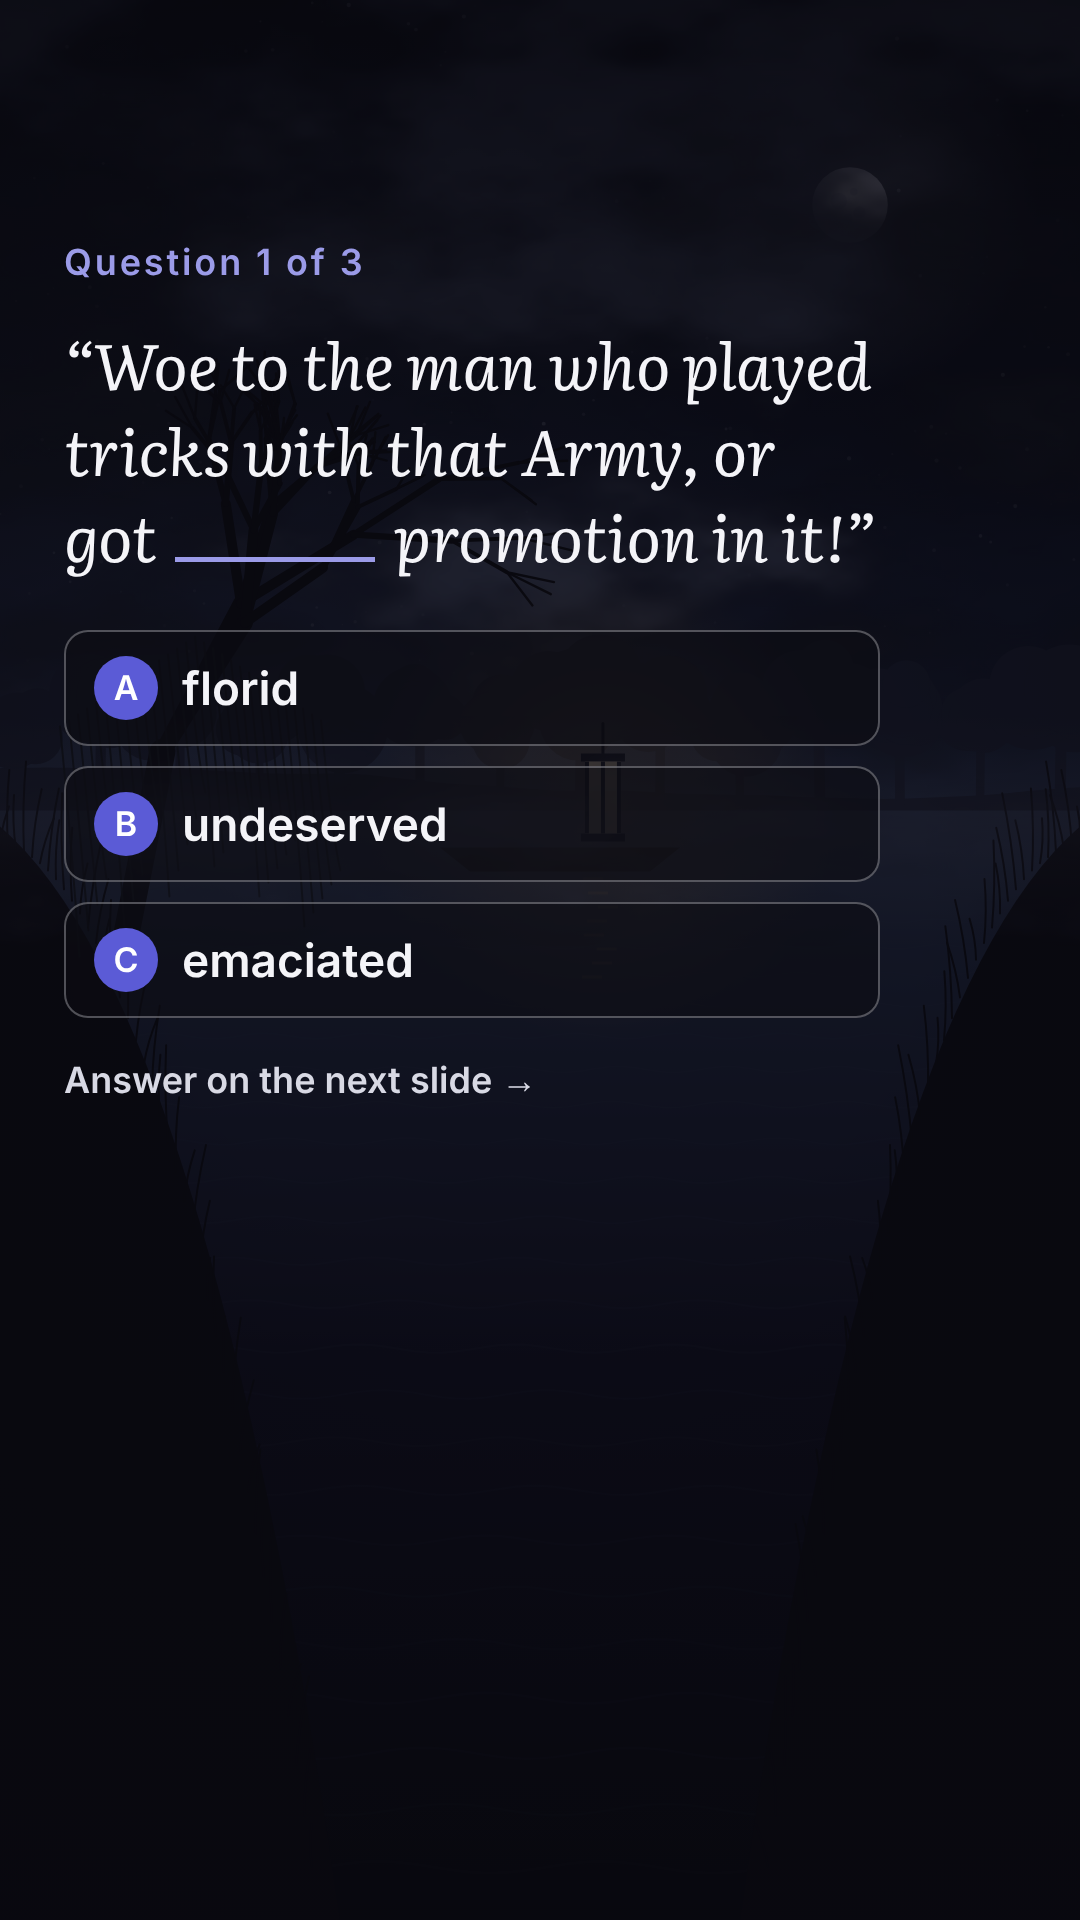 Question 1 of 3
“Woe to the man who played
tricks with that Army, or
got ______ promotion in it!”
A florid
B undeserved
C emaciated
Answer on the next slide →